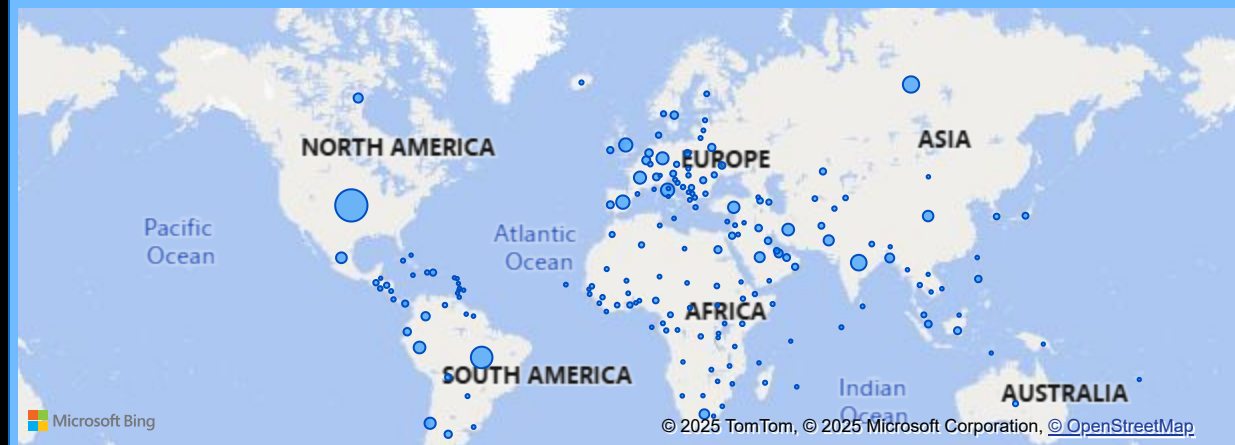 NORTH AMERICA
ASIA
EUROPE
Pacific
Ocean
Atlantic
Ocean
AFRICA
SOUTH AMERICA
Indian
Ocean
AUSTRALIA
Microsoft Bing
© 2025 TomTom, © 2025 Microsoft Corporation, © OpenStreetMap